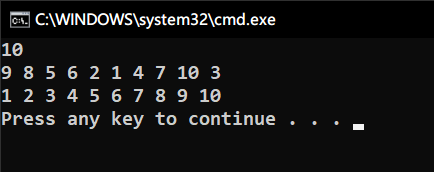 C:\WINDOWS\system32\cmd.exe
10
9 8 5 6 2 1 4 7 10 3
1 2 3 4 5 6 7 8 9 10
Press any key to continue . . .